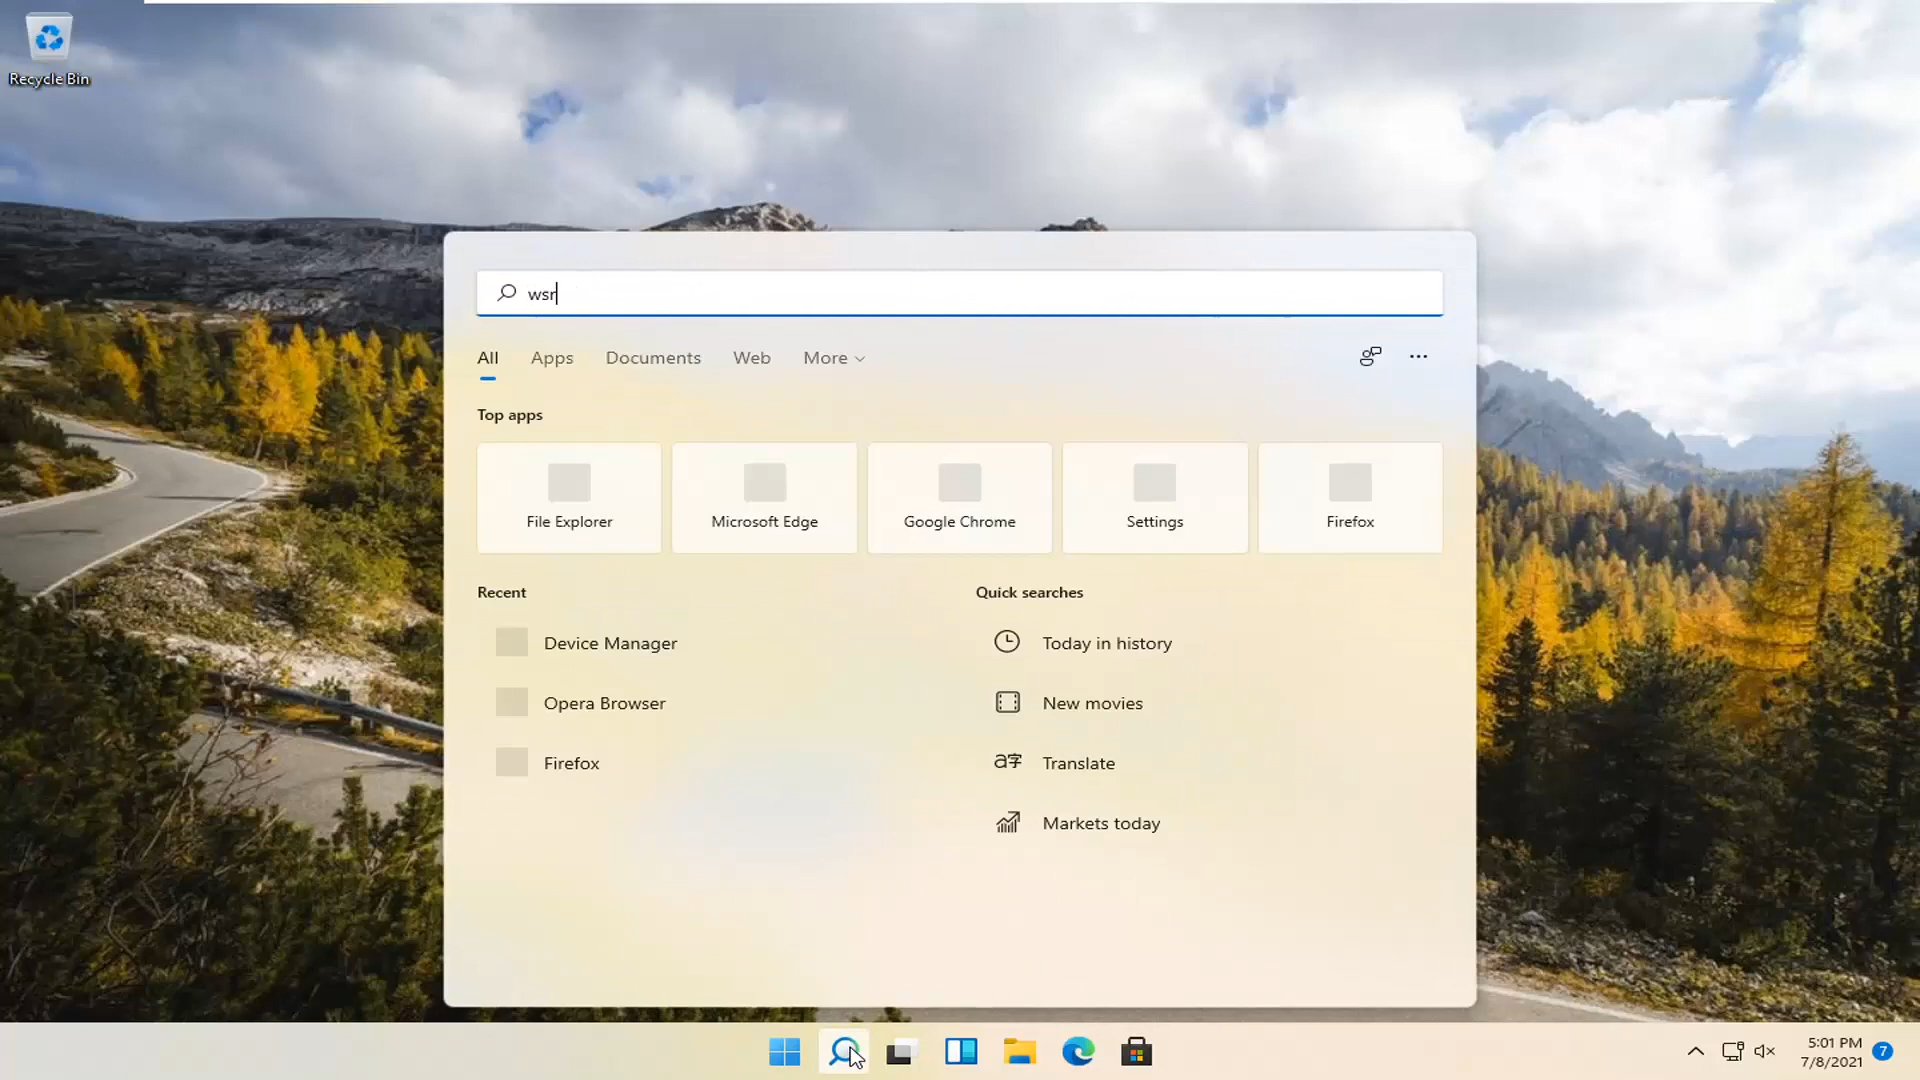 Recycle Bin
wsr
All Apps Documents Web More
Top apps
File Explorer Microsoft Edge Google Chrome Settings Firefox
Recent Quick searches
Device Manager Today in history
Opera Browser New movies
Firefox a字 Translate
Markets today
5:01 PM
7/8/2021 7